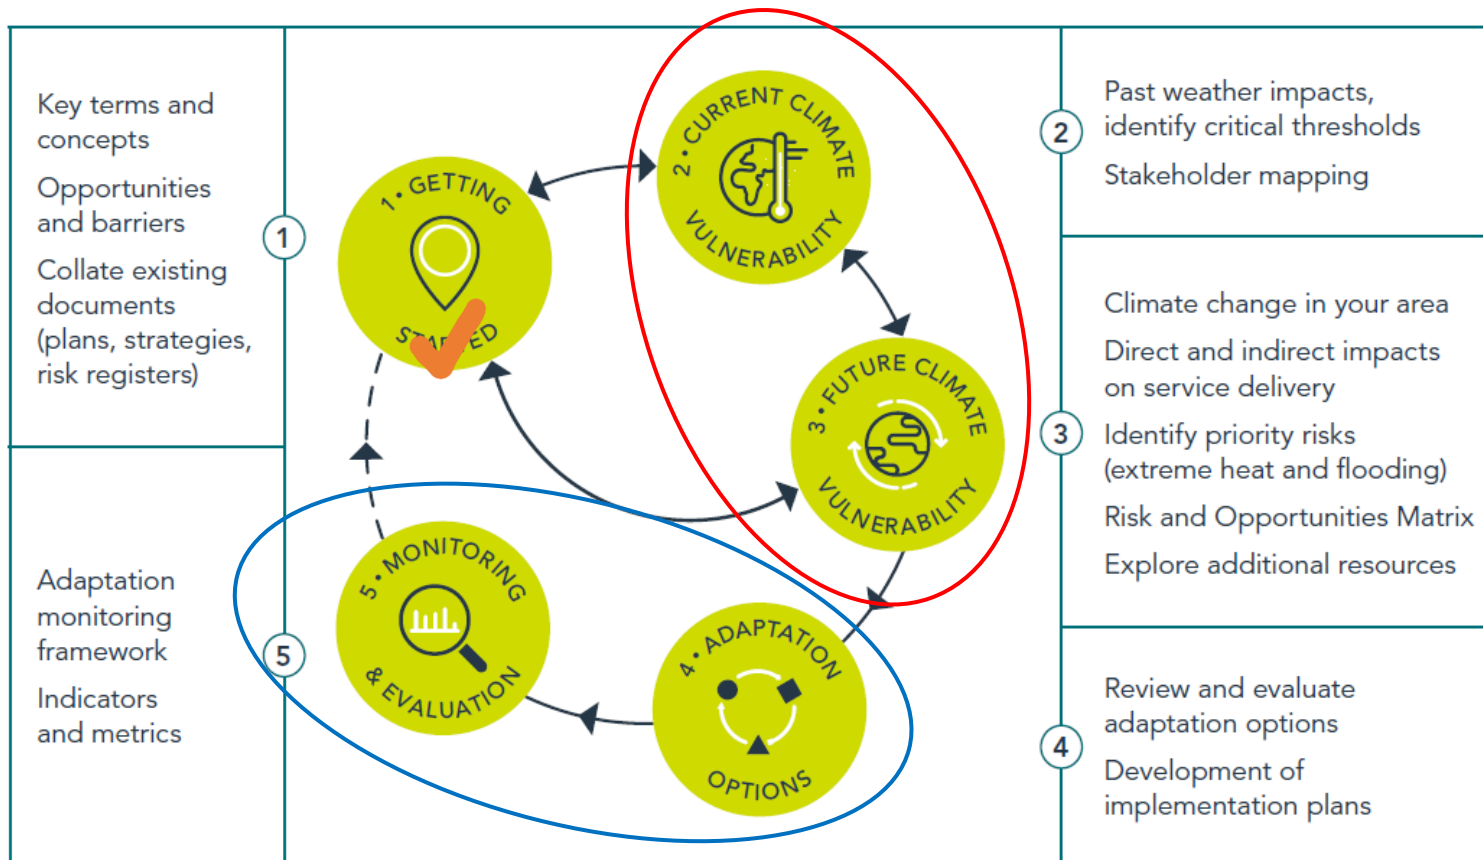 Key terms and
concepts
Opportunities
and barriers
Collate existing
documents
(plans, strategies,
risk registers)
1
Adaptation
monitoring
framework
Indicators
and metrics
5
1 • GETTING
STARTED
2 • CURRENT CLIMATE
VULNERABILITY
3 • FUTURE CLIMATE
VULNERABILITY
4 • ADAPTATION
OPTIONS
5 • MONITORING
& EVALUATION
2
Past weather impacts,
identify critical thresholds
Stakeholder mapping
3
Climate change in your area
Direct and indirect impacts
on service delivery
Identify priority risks
(extreme heat and flooding)
Risk and Opportunities Matrix
Explore additional resources
4
Review and evaluate
adaptation options
Development of
implementation plans